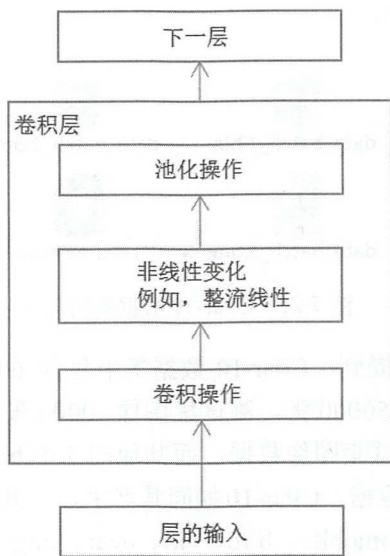 下一层
卷积层
池化操作
非线性变化
例如，整流线性
卷积操作
层的输入